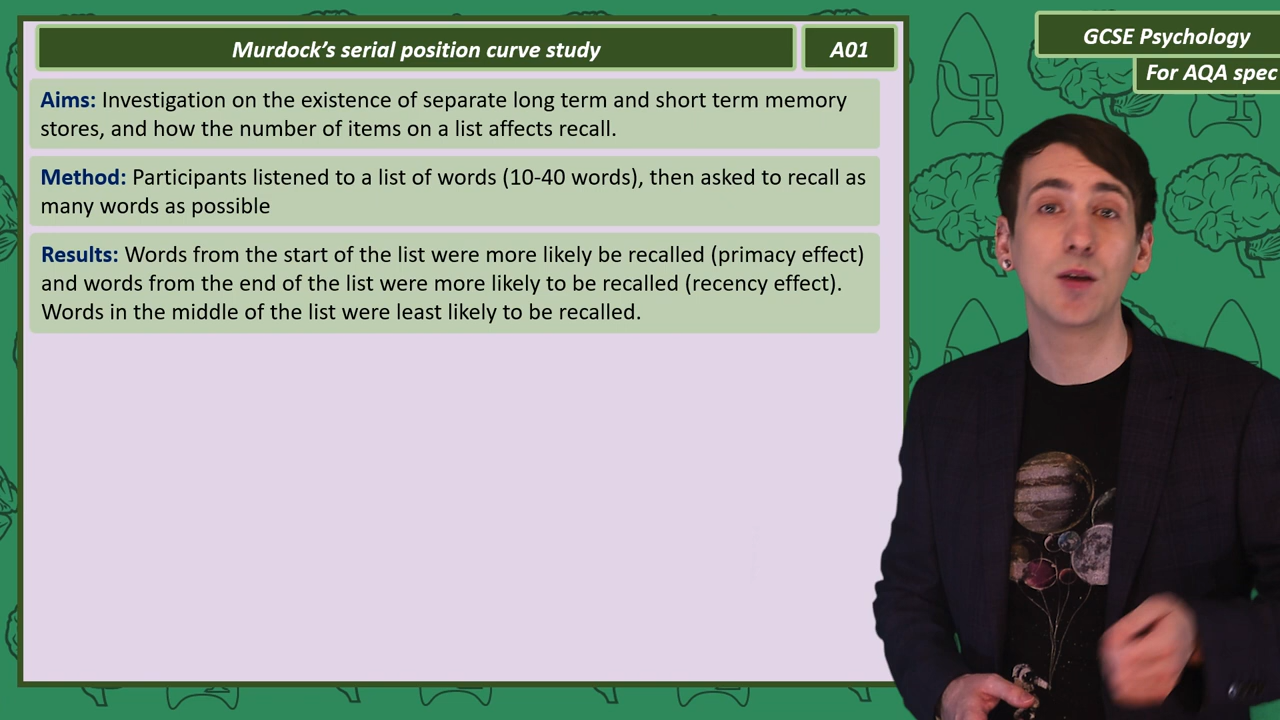 Murdock’s serial position curve study
A01
GCSE Psychology
For AQA spec
Aims: Investigation on the existence of separate long term and short term memory
stores, and how the number of items on a list affects recall.
Method: Participants listened to a list of words (10-40 words), then asked to recall as
many words as possible
Results: Words from the start of the list were more likely be recalled (primacy effect)
and words from the end of the list were more likely to be recalled (recency effect).
Words in the middle of the list were least likely to be recalled.